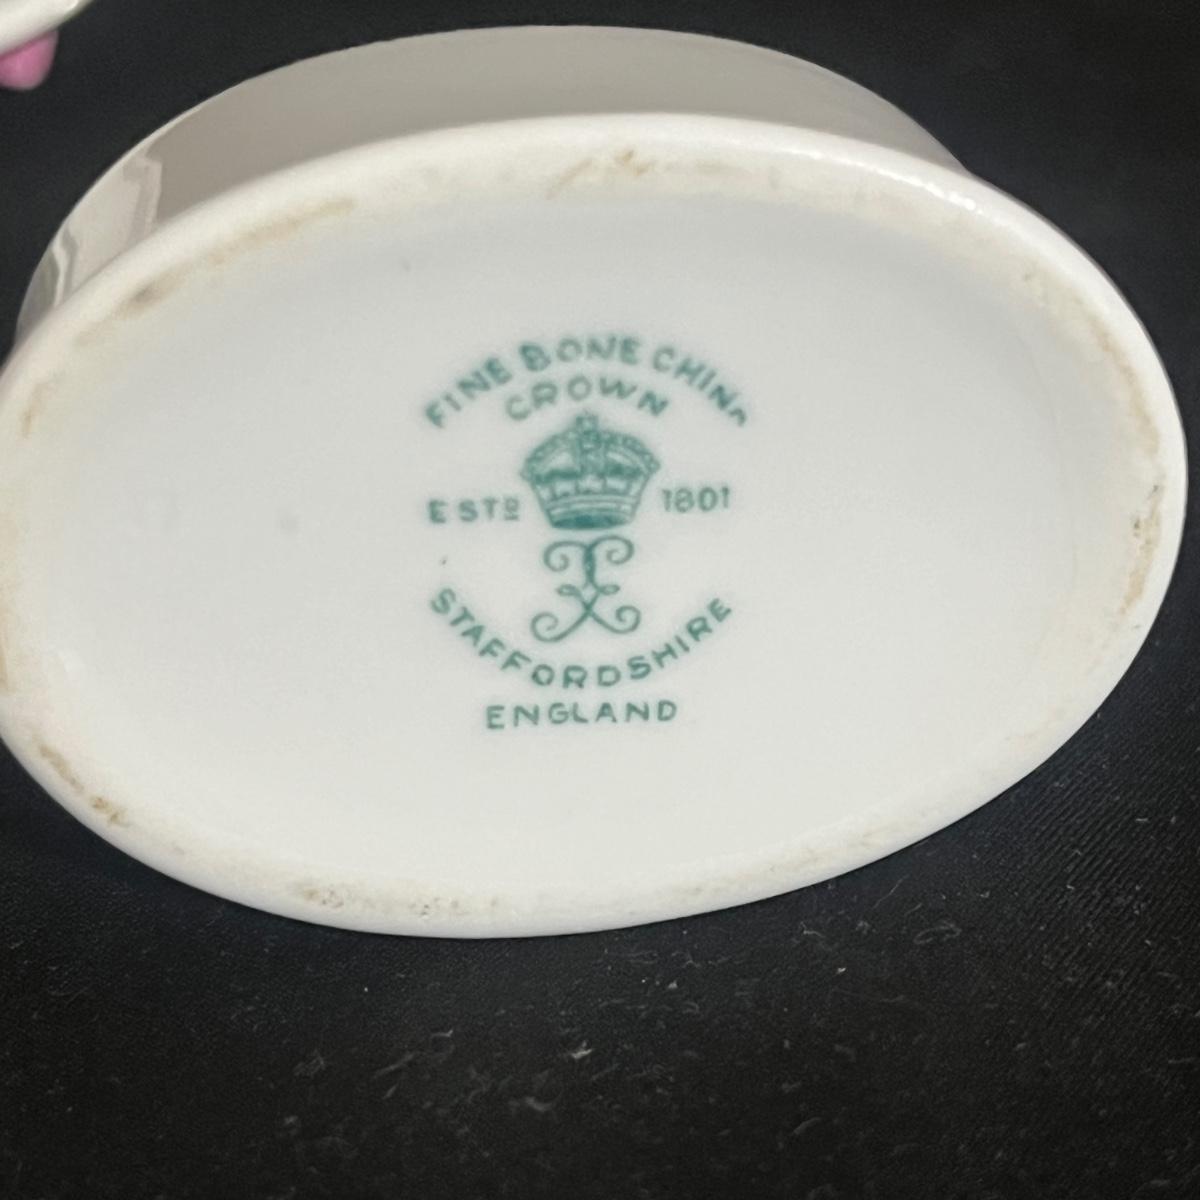 FINE BONE CHINA
CROWN
ESTD 1801
STAFFORDSHIRE
ENGLAND